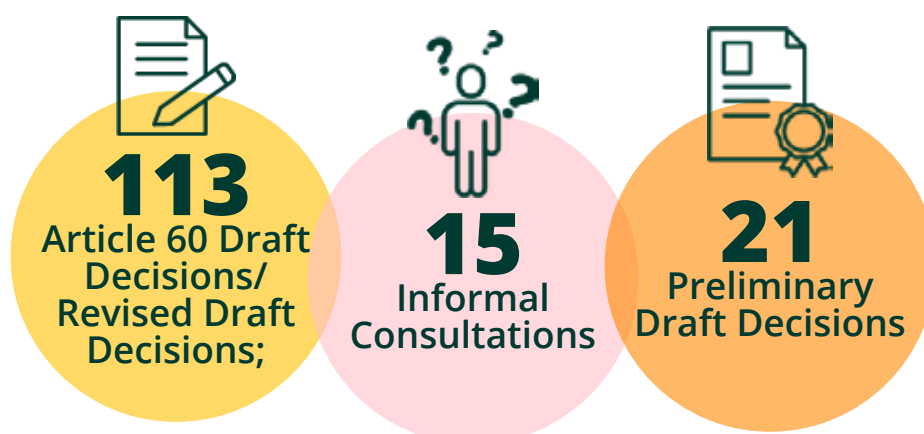 113
Article 60 Draft
Decisions/
Revised Draft
Decisions;
15
Informal
Consultations
21
Preliminary
Draft Decisions